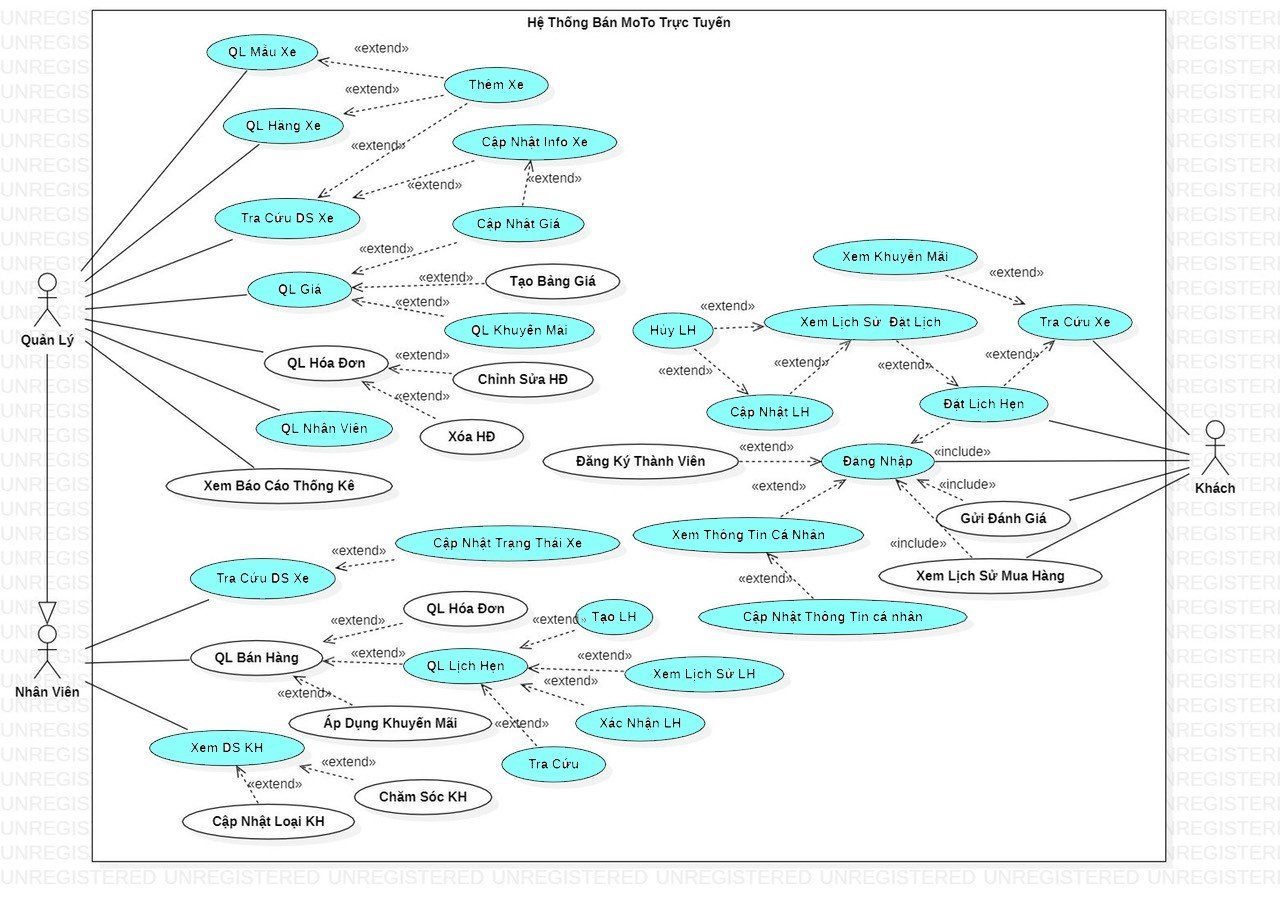 Hệ Thống Bán MoTo Trực Tuyến
QL Mẫu Xe
«extend»
Thêm Xe
«extend»
QL Hãng Xe
«extend»
Cập Nhật Info Xe
«extend»
«extend»
Tra Cứu DS Xe
Cập Nhật Giá
«extend»
QL Giá
«extend»
Tạo Bảng Giá
«extend»
QL Khuyến Mãi
Quản Lý
QL Hóa Đơn
«extend»
Chỉnh Sửa HĐ
«extend»
QL Nhân Viên
Xóa HĐ
Xem Báo Cáo Thống Kê
Xem Khuyến Mãi
«extend»
«extend»
Hủy LH
Xem Lịch Sử Đặt Lịch
Tra Cứu Xe
«extend»
«extend»
«extend»
«extend»
Cập Nhật LH
Đặt Lịch Hẹn
«extend»
«include»
Đăng Ký Thành Viên
Đăng Nhập
Khách
«extend»
«include»
Gửi Đánh Giá
Xem Thông Tin Cá Nhân
«include»
«extend»
Xem Lịch Sử Mua Hàng
Cập Nhật Thông Tin cá nhân
«extend»
Cập Nhật Trạng Thái Xe
Tra Cứu DS Xe
QL Hóa Đơn
«extend»
«extend»
Tạo LH
QL Bán Hàng
«extend»
QL Lịch Hẹn
«extend»
Xem Lịch Sử LH
«extend»
Nhân Viên
«extend»
Áp Dụng Khuyến Mãi
«extend»
Xác Nhận LH
Xem DS KH
«extend»
Tra Cứu
«extend»
Chăm Sóc KH
Cập Nhật Loại KH
UNREGISTERED UNREGISTERED UNREGISTERED UNREGISTERED UNREGISTERED UNREGISTERED UNREGISTERED